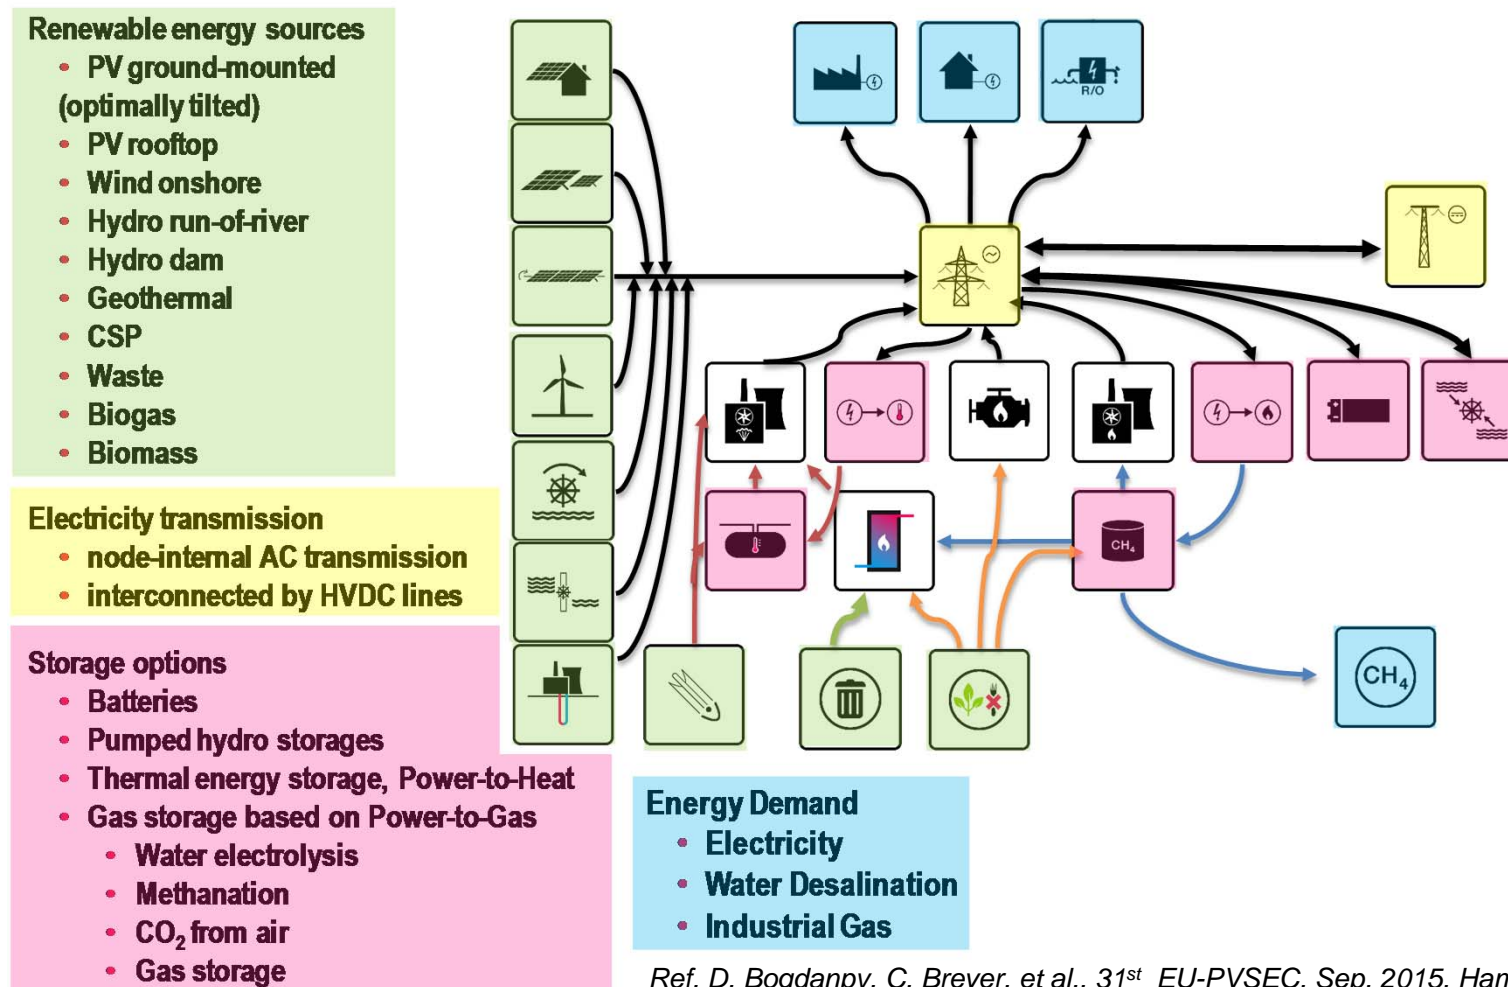 Renewable energy sources
• PV ground-mounted
(optimally tilted)
• PV rooftop
• Wind onshore
• Hydro run-of-river
• Hydro dam
• Geothermal
• CSP
• Waste
• Biogas
• Biomass
Electricity transmission
• node-internal AC transmission
• interconnected by HVDC lines
Storage options
• Batteries
• Pumped hydro storages
• Thermal energy storage, Power-to-Heat
• Gas storage based on Power-to-Gas
• Water electrolysis
• Methanation
• CO₂ from air
• Gas storage
R/O
CH₄
CH₄
Energy Demand
• Electricity
• Water Desalination
• Industrial Gas
Ref. D. Bogdanpv, C. Breyer, et al., 31st EU-PVSEC, Sep. 2015, Ham